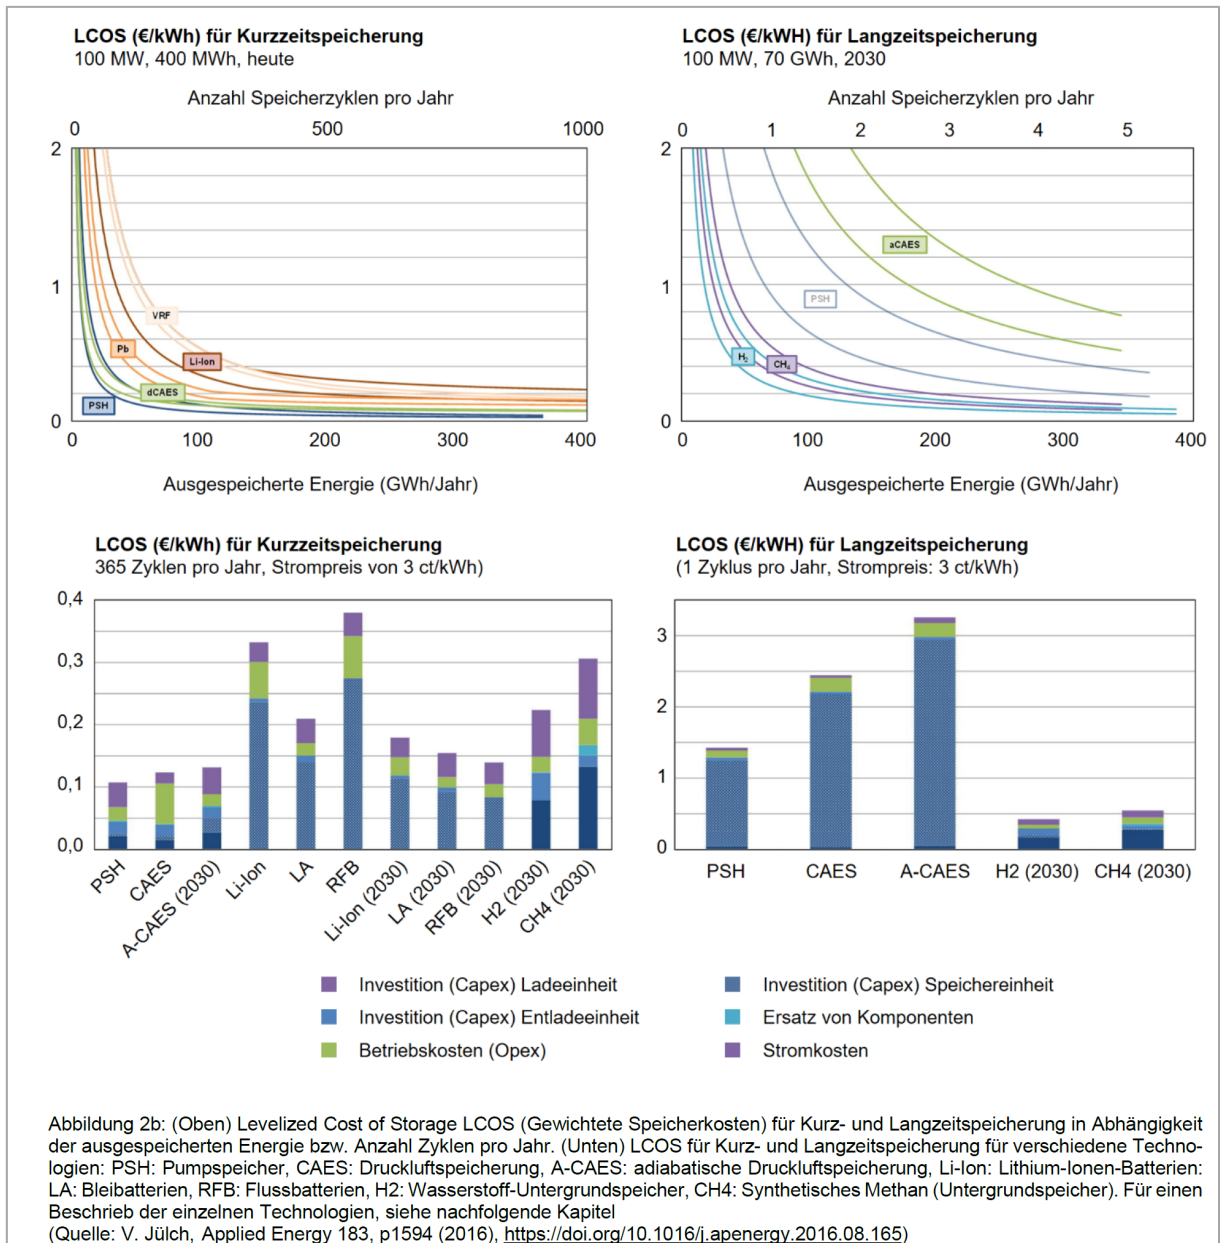 LCOS (€/kWh) für Kurzzeitspeicherung
100 MW, 400 MWh, heute
Anzahl Speicherzyklen pro Jahr
0 500 1000
2
1
0
VRF
Pb
Li-Ion
dCAES
PSH
0 100 200 300 400
Ausgespeicherte Energie (GWh/Jahr)
LCOS (€/kWH) für Langzeitspeicherung
100 MW, 70 GWh, 2030
Anzahl Speicherzyklen pro Jahr
0 1 2 3 4 5
2
1
0
aCAES
PSH
H2
CH4
0 100 200 300 400
Ausgespeicherte Energie (GWh/Jahr)
LCOS (€/kWh) für Kurzzeitspeicherung
365 Zyklen pro Jahr, Strompreis von 3 ct/kWh)
0,4
0,3
0,2
0,1
0,0
PSH
CAES
A-CAES (2030)
Li-Ion
LA
RFB
Li-Ion (2030)
LA (2030)
RFB (2030)
H2 (2030)
CH4 (2030)
LCOS (€/kWH) für Langzeitspeicherung
(1 Zyklus pro Jahr, Strompreis: 3 ct/kWh)
3
2
1
0
PSH CAES A-CAES H2 (2030) CH4 (2030)
Investition (Capex) Ladeeinheit
Investition (Capex) Entladeeinheit
Betriebskosten (Opex)
Investition (Capex) Speichereinheit
Ersatz von Komponenten
Stromkosten
Abbildung 2b: (Oben) Levelized Cost of Storage LCOS (Gewichtete Speicherkosten) für Kurz- und Langzeitspeicherung in Abhängigkeit
der ausgespeicherten Energie bzw. Anzahl Zyklen pro Jahr. (Unten) LCOS für Kurz- und Langzeitspeicherung für verschiedene Techno-
logien: PSH: Pumpspeicher, CAES: Druckluftspeicherung, A-CAES: adiabatische Druckluftspeicherung, Li-Ion: Lithium-Ionen-Batterien:
LA: Bleibatterien, RFB: Flussbatterien, H2: Wasserstoff-Untergrundspeicher, CH4: Synthetisches Methan (Untergrundspeicher). Für einen
Beschrieb der einzelnen Technologien, siehe nachfolgende Kapitel
(Quelle: V. Jülch, Applied Energy 183, p1594 (2016), https://doi.org/10.1016/j.apenergy.2016.08.165)